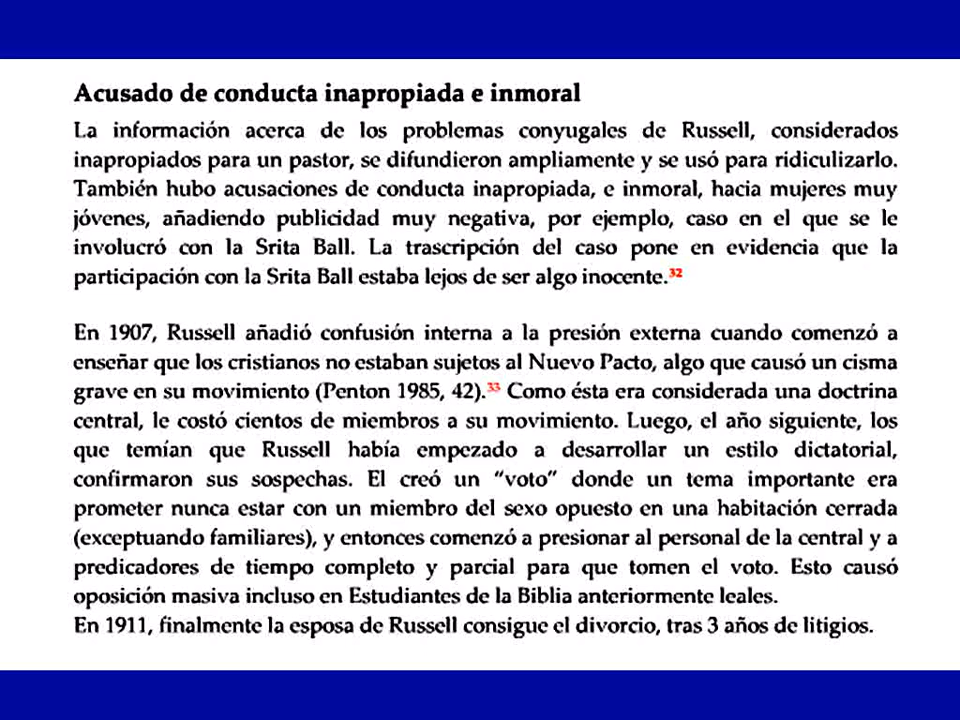 Acusado de conducta inapropiada e inmoral
La información acerca de los problemas conyugales de Russell, considerados
inapropiados para un pastor, se difundieron ampliamente y se usó para ridiculizarlo.
También hubo acusaciones de conducta inapropiada, e inmoral, hacia mujeres muy
jóvenes, añadiendo publicidad muy negativa, por ejemplo, caso en el que se le
involucró con la Srita Ball. La trascripción del caso pone en evidencia que la
participación con la Srita Ball estaba lejos de ser algo inocente.32
En 1907, Russell añadió confusión interna a la presión externa cuando comenzó a
enseñar que los cristianos no estaban sujetos al Nuevo Pacto, algo que causó un cisma
grave en su movimiento (Penton 1985, 42).33 Como ésta era considerada una doctrina
central, le costó cientos de miembros a su movimiento. Luego, el año siguiente, los
que temían que Russell había empezado a desarrollar un estilo dictatorial,
confirmaron sus sospechas. El creó un “voto” donde un tema importante era
prometer nunca estar con un miembro del sexo opuesto en una habitación cerrada
(exceptuando familiares), y entonces comenzó a presionar al personal de la central y a
predicadores de tiempo completo y parcial para que tomen el voto. Esto causó
oposición masiva incluso en Estudiantes de la Biblia anteriormente leales.
En 1911, finalmente la esposa de Russell consigue el divorcio, tras 3 años de litigios.